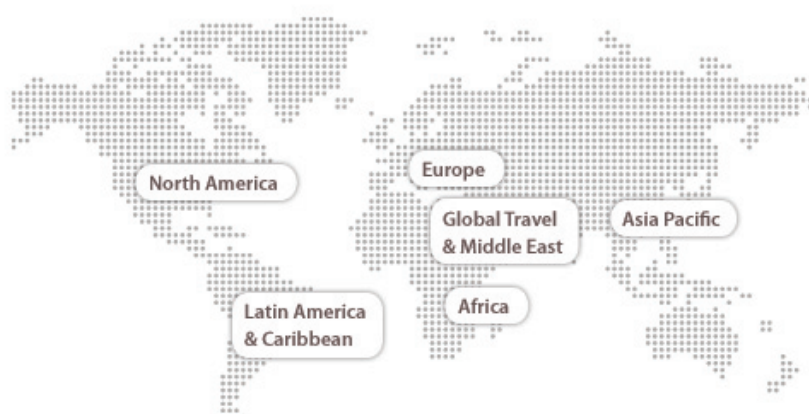 Europe
North America
Global Travel
& Middle East
Asia Pacific
Latin America
& Caribbean
Africa